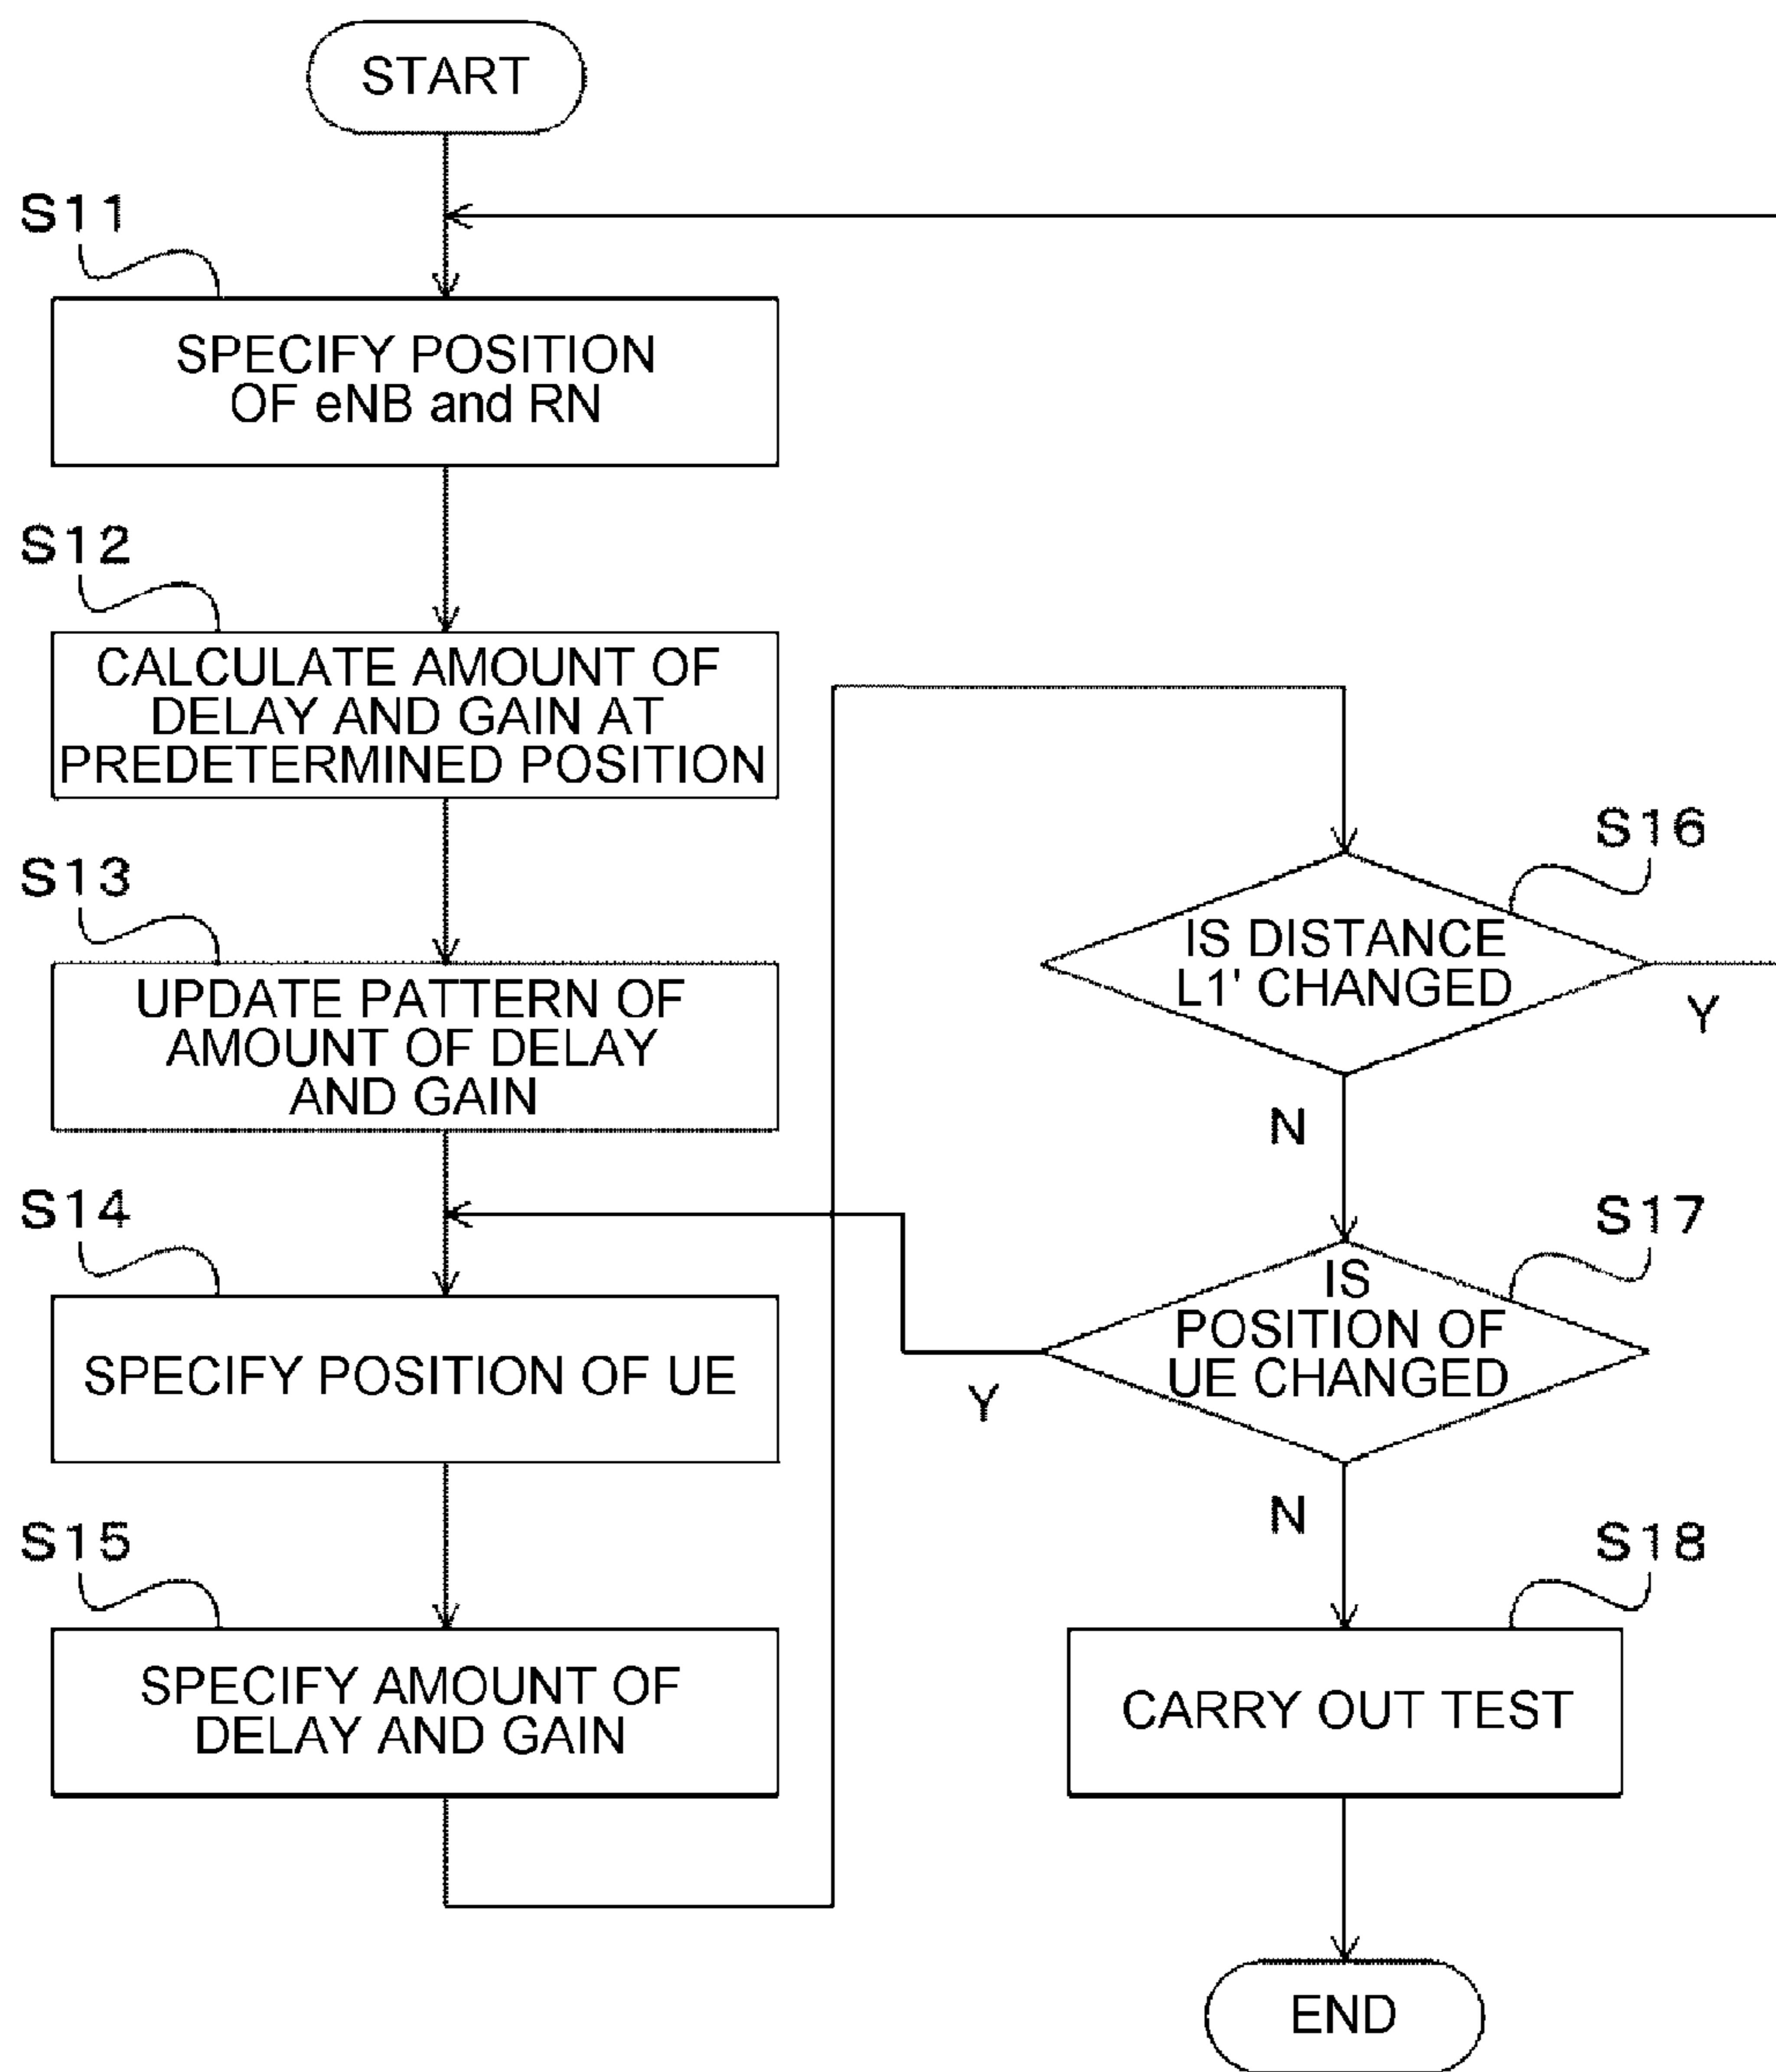 START
S11
SPECIFY POSITION
OF eNB and RN
S12
CALCULATE AMOUNT OF
DELAY AND GAIN AT
PREDETERMINED POSITION
S13
UPDATE PATTERN OF
AMOUNT OF DELAY
AND GAIN
S14
SPECIFY POSITION OF UE
S15
SPECIFY AMOUNT OF
DELAY AND GAIN
S16
IS DISTANCE
L1' CHANGED
Y
N
S17
IS
POSITION OF
UE CHANGED
Y
N
S18
CARRY OUT TEST
END